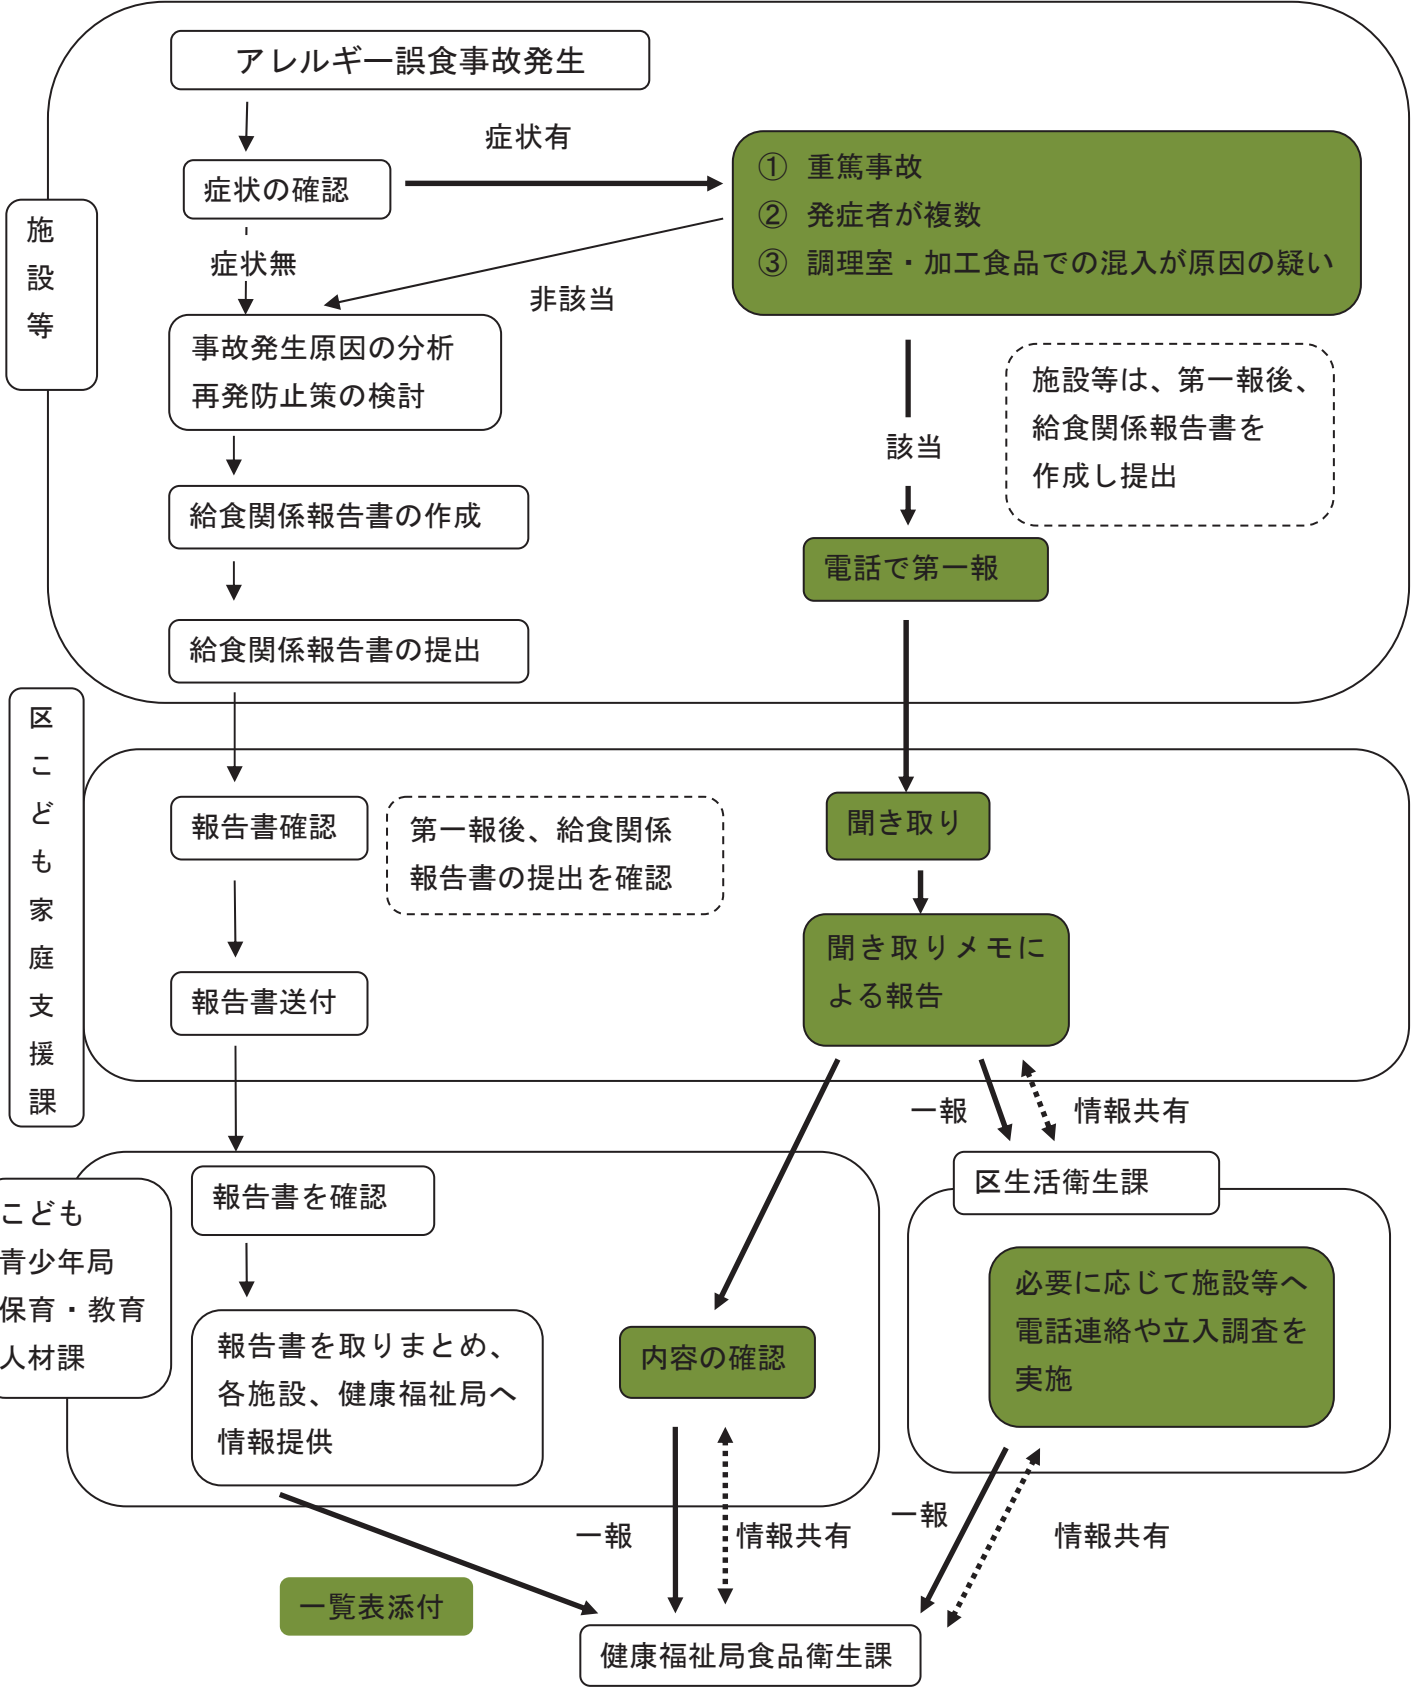 アレルギー誤食事故発生
症状有
症状の確認
① 重篤事故
② 発症者が複数
③ 調理室・加工食品での混入が原因の疑い
施
設
等
症状無
非該当
事故発生原因の分析
再発防止策の検討
施設等は、第一報後、
給食関係報告書を
作成し提出
該当
給食関係報告書の作成
電話で第一報
給食関係報告書の提出
区
こ
ど
も
家
庭
支
援
課
報告書確認
第一報後、給食関係
報告書の提出を確認
聞き取り
聞き取りメモに
よる報告
報告書送付
一報
情報共有
こども
青少年局
保育・教育
人材課
報告書を確認
区生活衛生課
報告書を取りまとめ、
各施設、健康福祉局へ
情報提供
内容の確認
必要に応じて施設等へ
電話連絡や立入調査を
実施
一報
情報共有
一報
情報共有
一覧表添付
健康福祉局食品衛生課